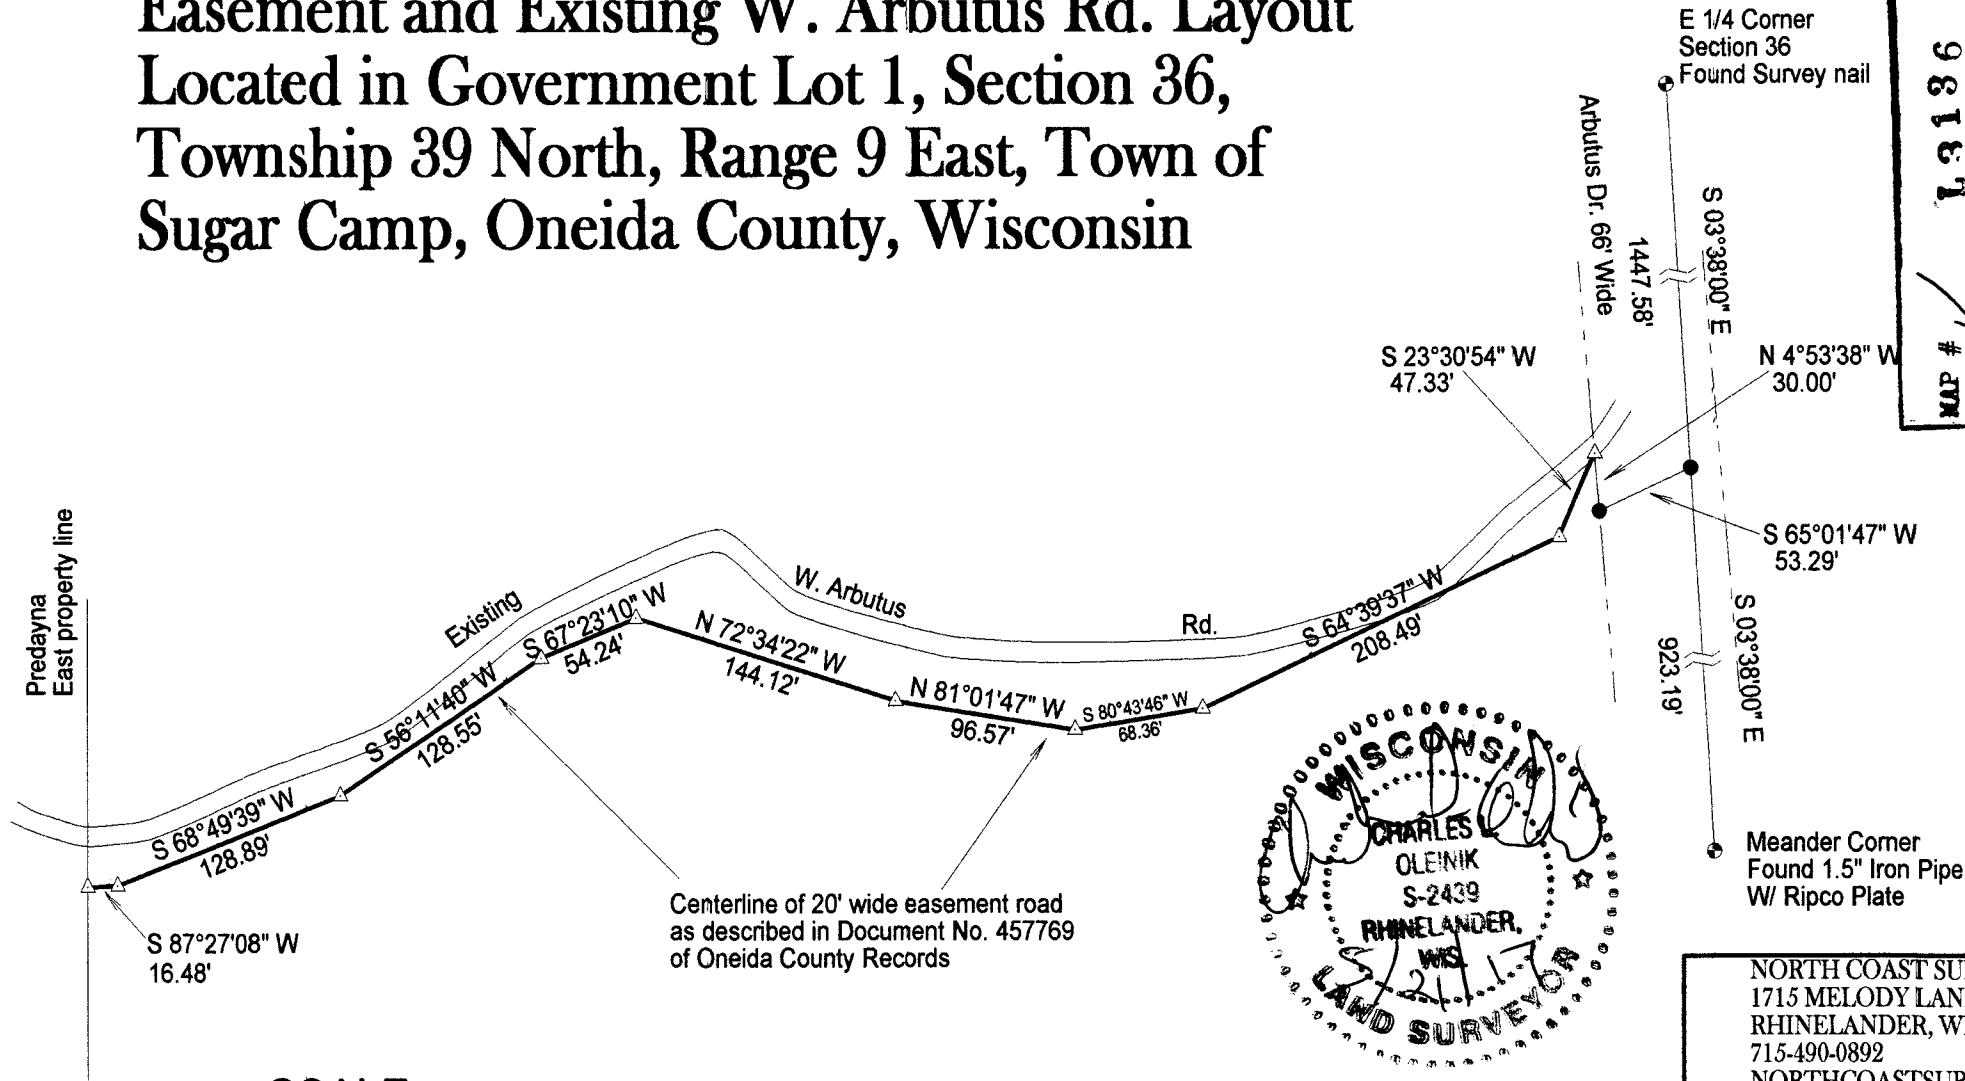 Easement and Existing W. Arbutus Rd. Layout
Located in Government Lot 1, Section 36,
Township 39 North, Range 9 East, Town of
Sugar Camp, Oneida County, Wisconsin
E 1/4 Corner
Section 36
Found Survey nail
L3136
MAP #
Arbutus Dr. 66' Wide
1447.58'
S 03°38'00" E
S 23°30'54" W
47.33'
N 4°53'38" W
30.00'
S 65°01'47" W
53.29'
923.19'
S 03°38'00" E
Predayna
East property line
Existing
W. Arbutus
Rd.
S 67°23'10" W
54.24'
N 72°34'22" W
144.12'
N 81°01'47" W
96.57'
S 80°43'46" W
68.36'
S 64°39'37" W
208.49'
S 56°11'40" W
128.55'
S 68°49'39" W
128.89'
S 87°27'08" W
16.48'
Centerline of 20' wide easement road
as described in Document No. 457769
of Oneida County Records
WISCONSIN
CHARLES L
OLEINIK
S-2439
RHINELANDER,
WIS.
LAND SURVEYOR
Meander Corner
Found 1.5" Iron Pipe
W/ Ripco Plate
NORTH COAST SU
1715 MELODY LAN
RHINELANDER, W
715-490-0892
NORTHCOASTSUR